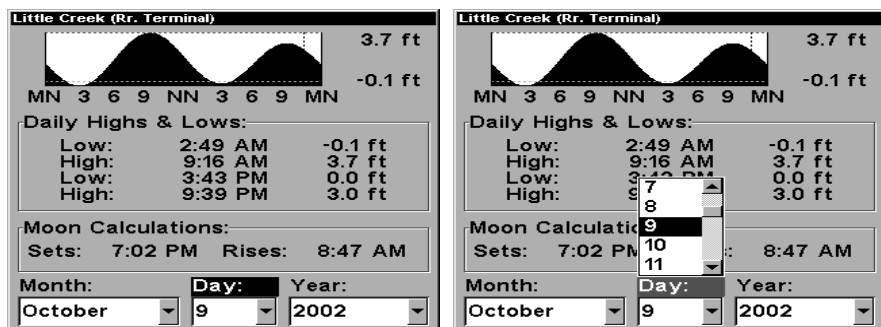 Little Creek (Rr. Terminal)
3.7 ft
-0.1 ft
MN 3 6 9 NN 3 6 9 MN
Daily Highs & Lows:
Low: 2:49 AM -0.1 ft
High: 9:16 AM 3.7 ft
Low: 3:43 PM 0.0 ft
High: 9:39 PM 3.0 ft
Moon Calculations:
Sets: 7:02 PM Rises: 8:47 AM
Month: Day: Year:
October 9 2002
Little Creek (Rr. Terminal)
3.7 ft
-0.1 ft
MN 3 6 9 NN 3 6 9 MN
Daily Highs & Lows:
Low: 2:49 AM -0.1 ft
High: 9:16 AM 3.7 ft
Low: 3:43 PM 0.0 ft
High: 3.0 ft
7
8
9
10
11
Moon
Sets: 7:02 8:47 AM
Month: Day: Year:
October 9 2002